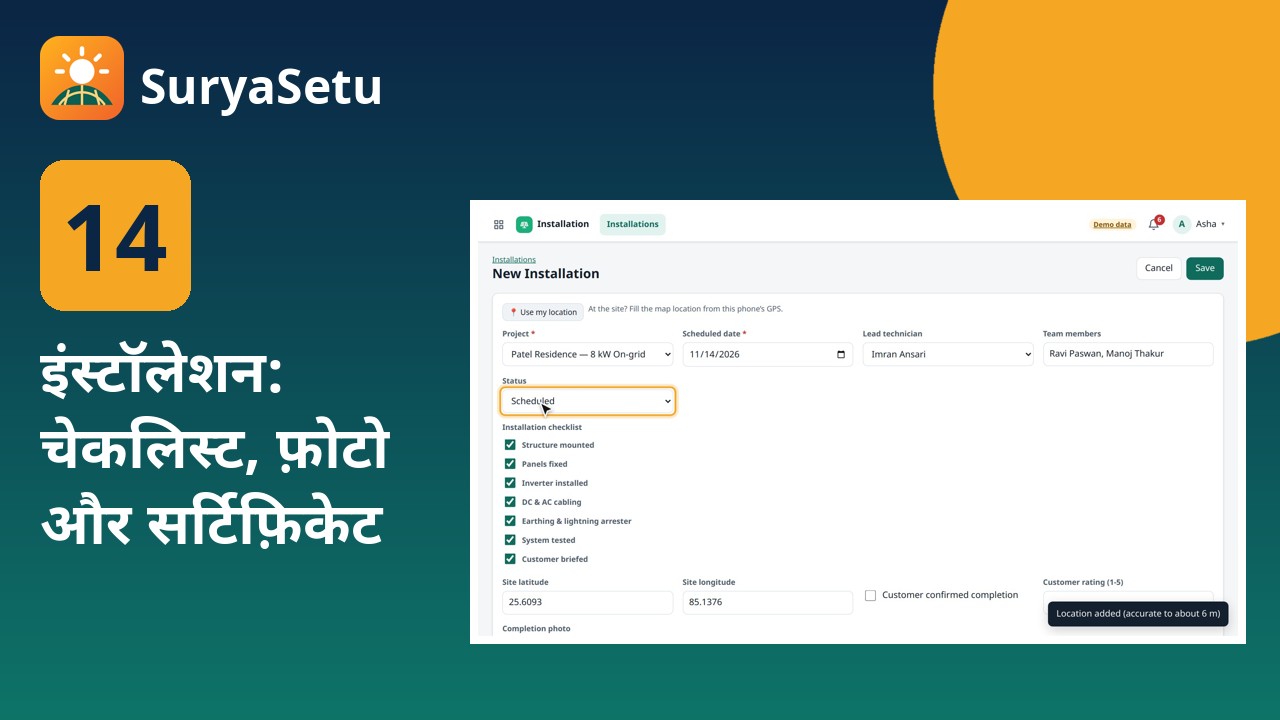 SuryaSetu
14
इंस्टॉलेशन:
चेकलिस्ट, फ़ोटो
और सर्टिफ़िकेट
Installation
Installations
Demo data
6
A
Asha
Installations
New Installation
Cancel
Save
Use my location
At the site? Fill the map location from this phone's GPS.
Project *
Scheduled date *
Lead technician
Team members
Patel Residence — 8 kW On-grid
11/14/2026
Imran Ansari
Ravi Paswan, Manoj Thakur
Status
Scheduled
Installation checklist
Structure mounted
Panels fixed
Inverter installed
DC & AC cabling
Earthing & lightning arrester
System tested
Customer briefed
Site latitude
Site longitude
Customer confirmed completion
Customer rating (1-5)
25.6093
85.1376
Location added (accurate to about 6 m)
Completion photo